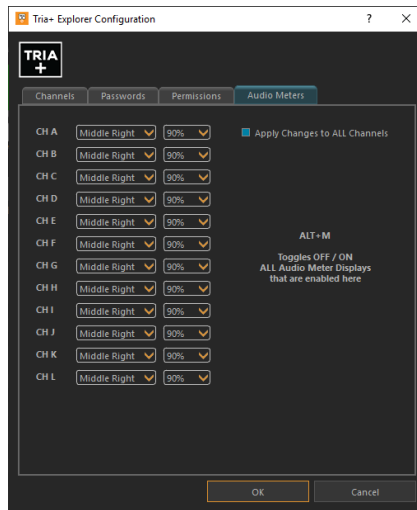 Tria+ Explorer Configuration ? ×
TRIA
+
Channels Passwords Permissions Audio Meters
CH A Middle Right 90% Apply Changes to ALL Channels
CH B Middle Right 90%
CH C Middle Right 90%
CH D Middle Right 90%
CH E Middle Right 90%
CH F Middle Right 90%
CH G Middle Right 90%
CH H Middle Right 90%
CH I Middle Right 90%
CH J Middle Right 90%
CH K Middle Right 90%
CH L Middle Right 90%
ALT+M
Toggles OFF / ON
ALL Audio Meter Displays
that are enabled here
OK Cancel